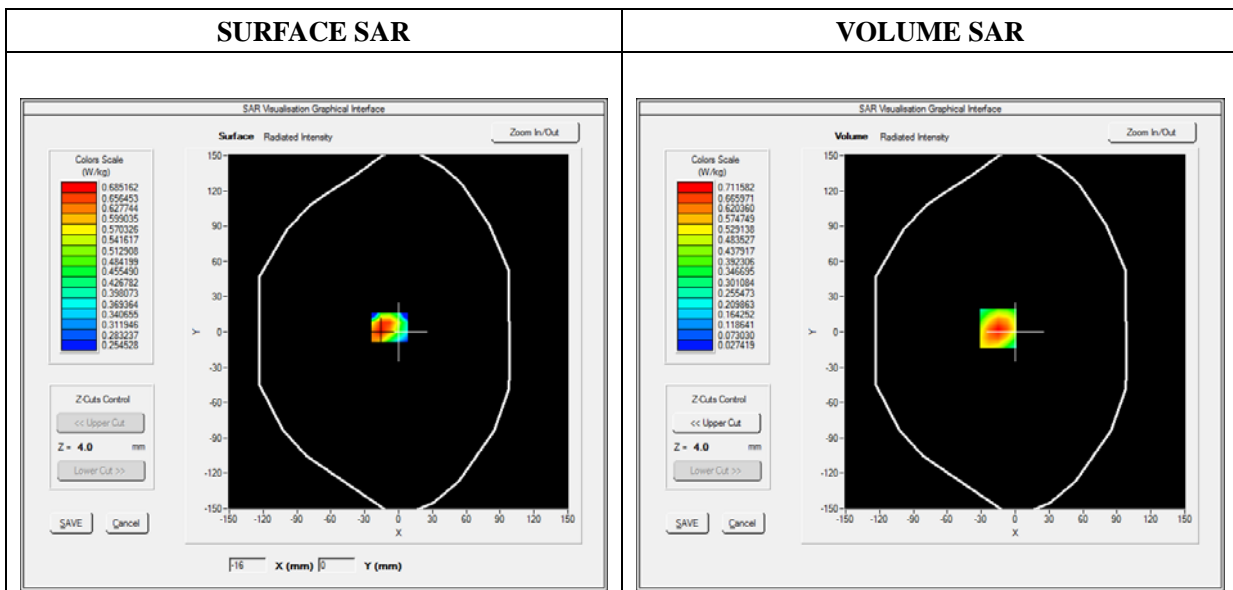 SURFACE SAR
VOLUME SAR
SAR Visualisation Graphical Interface
Surface Radiated Intensity
Zoom In/Out
Colors Scale
(W/kg)
0.685162
0.656453
0.627744
0.599035
0.570326
0.541617
0.512908
0.484199
0.455490
0.426782
0.398073
0.369364
0.340655
0.311946
0.283237
0.254528
150
120
90
60
30
0
-30
-60
-90
-120
-150
Y
-150 -120 -90 -60 -30 0 30 60 90 120 150
X
Z-Cuts Control
<< Upper Cut
Z = 4.0 mm
Lower Cut >>
SAVE Cancel
-16 X (mm) 0 Y (mm)
SAR Visualisation Graphical Interface
Volume Radiated Intensity
Zoom In/Out
Colors Scale
(W/kg)
0.711582
0.665971
0.620360
0.574749
0.529138
0.483527
0.437917
0.392306
0.346695
0.301084
0.255473
0.209863
0.164252
0.118641
0.073030
0.027419
150
120
90
60
30
0
-30
-60
-90
-120
-150
Y
-150 -120 -90 -60 -30 0 30 60 90 120 150
X
Z-Cuts Control
<< Upper Cut
Z = 4.0 mm
Lower Cut >>
SAVE Cancel